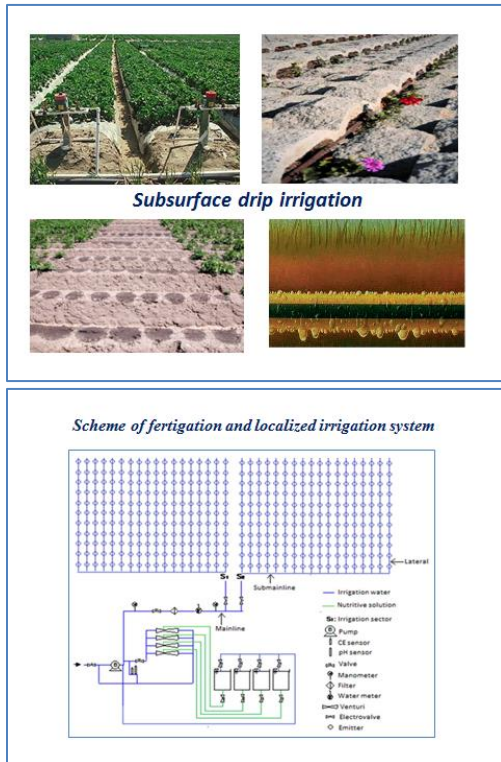 Subsurface drip irrigation
Scheme of fertigation and localized irrigation system
Lateral
S₁
Submainline
Mainline
Irrigation water
Nutritive solution
Irrigation sector
Pump
CE sensor
pH sensor
Valve
Manometer
Filter
Water meter
Venturi
Electrovalve
Emitter